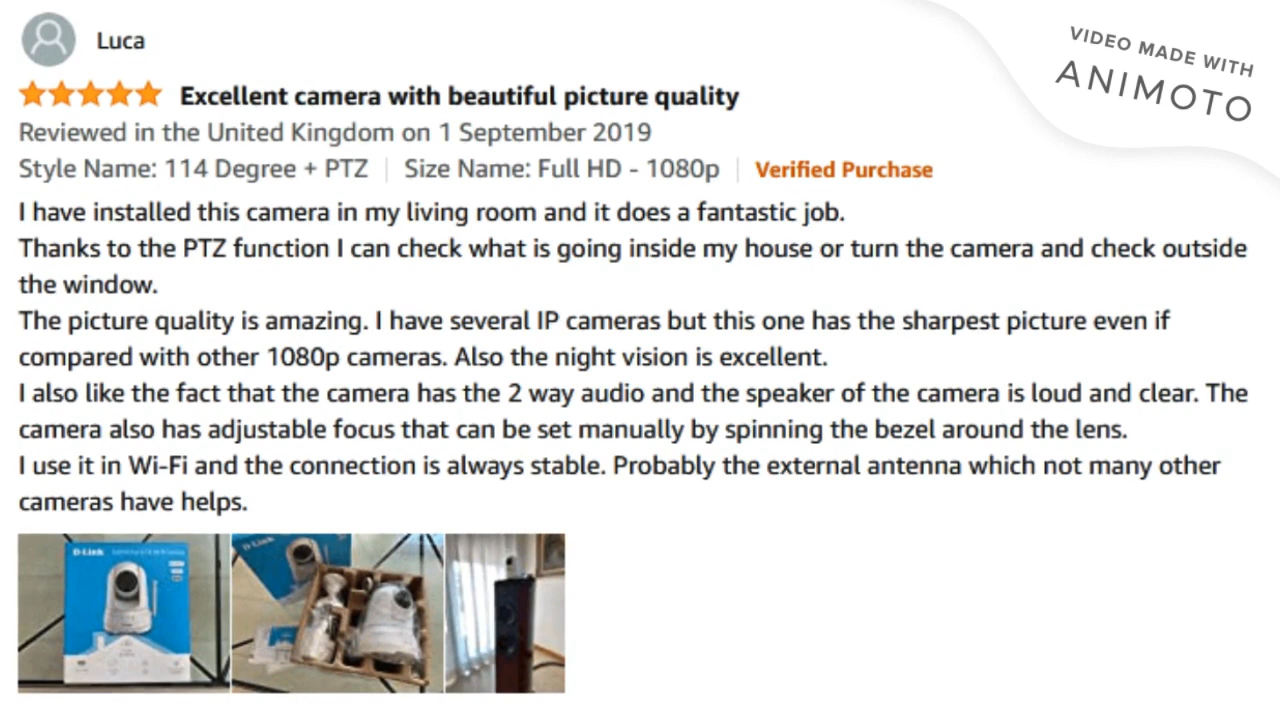 Luca
Excellent camera with beautiful picture quality
Reviewed in the United Kingdom on 1 September 2019
Style Name: 114 Degree + PTZ | Size Name: Full HD - 1080p | Verified Purchase
I have installed this camera in my living room and it does a fantastic job.
Thanks to the PTZ function I can check what is going inside my house or turn the camera and check outside
the window.
The picture quality is amazing. I have several IP cameras but this one has the sharpest picture even if
compared with other 1080p cameras. Also the night vision is excellent.
I also like the fact that the camera has the 2 way audio and the speaker of the camera is loud and clear. The
camera also has adjustable focus that can be set manually by spinning the bezel around the lens.
I use it in Wi-Fi and the connection is always stable. Probably the external antenna which not many other
cameras have helps.
VIDEO MADE WITH
ANIMOTO
D-Link
D-Link